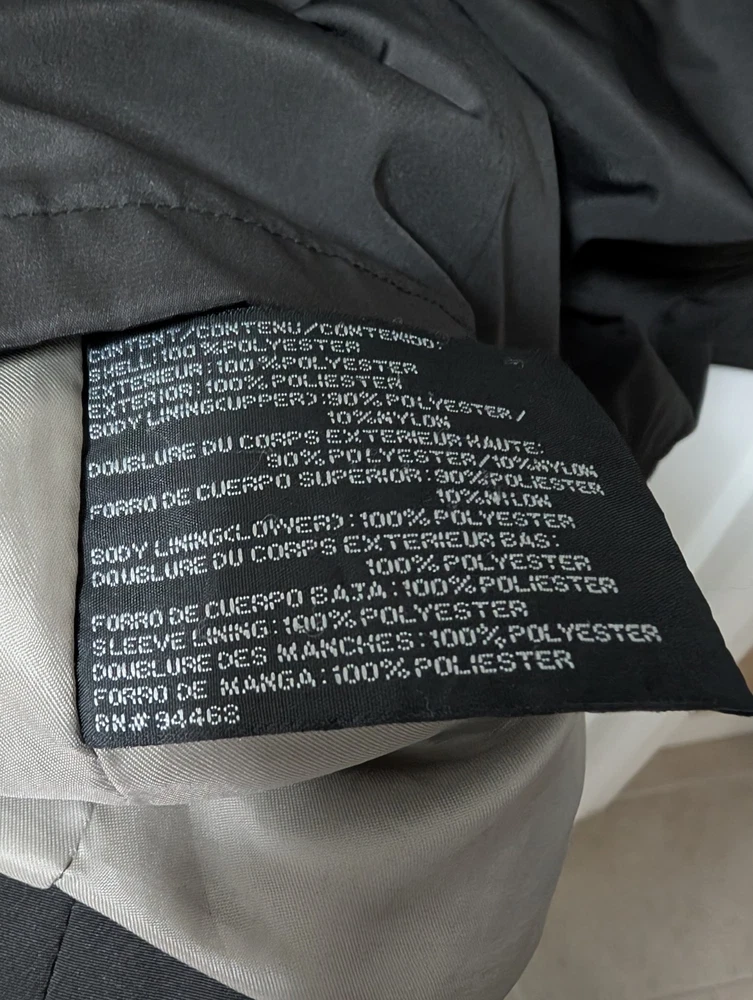 CONTENT/CONTENU/CONTENIDO:
SHELL:100%POLYESTER
EXTERIEUR:100%POLYESTER
EXTERIOR:100%POLIESTER
BODY LINING(UPPER):90%POLYESTER/
10%NYLON
DOUBLURE DU CORPS EXTERIEUR HAUTE:
90%POLYESTER/10%NYLON
FORRO DE CUERPO SUPERIOR:90%POLIESTER
10%NILON
BODY LINING(LOWER):100%POLYESTER
DOUBLURE DU CORPS EXTERIEUR BAS:
100%POLYESTER
FORRO DE CUERPO BAJA:100%POLIESTER
SLEEVE LINING:100%POLYESTER
DOUBLURE DES MANCHES:100%POLYESTER
FORRO DE MANGA:100%POLIESTER
RN# 94463